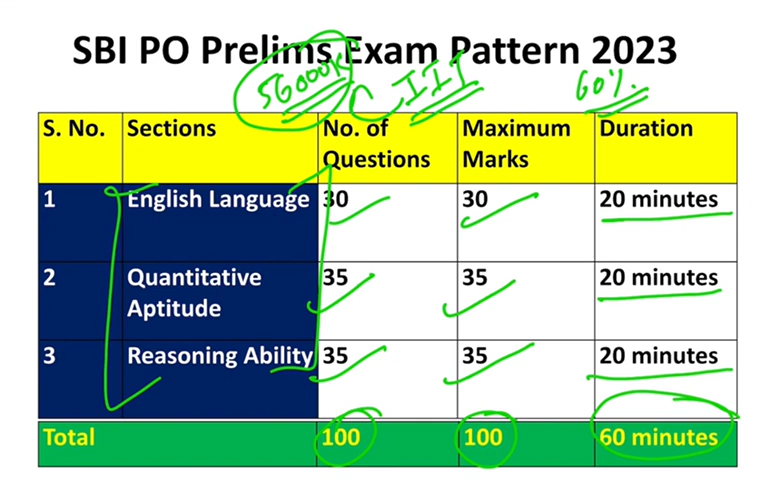 SBI PO Prelims Exam Pattern 2023
56000K C III 60%
S. No. Sections No. of Questions Maximum Marks Duration
1 English Language 30 30 20 minutes
2 Quantitative Aptitude 35 35 20 minutes
3 Reasoning Ability 35 35 20 minutes
Total 100 100 60 minutes